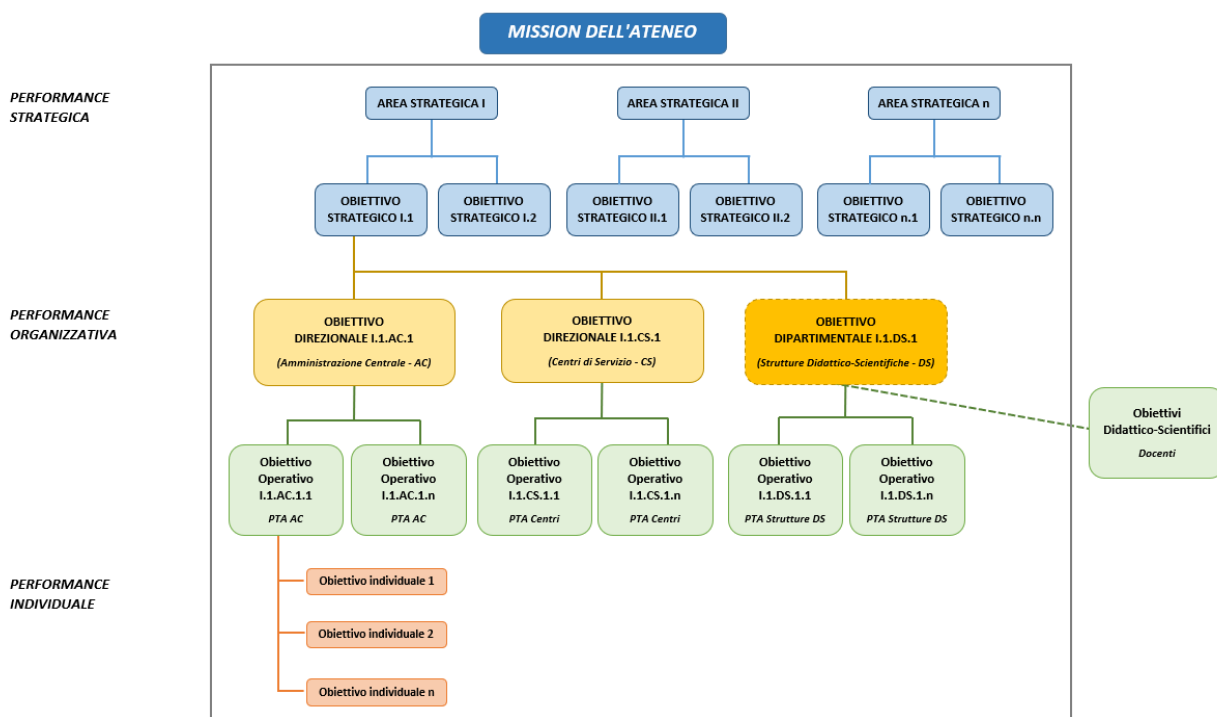 MISSION DELL'ATENEO
PERFORMANCE
STRATEGICA
AREA STRATEGICA I
AREA STRATEGICA II
AREA STRATEGICA n
OBIETTIVO
STRATEGICO I.1
OBIETTIVO
STRATEGICO I.2
OBIETTIVO
STRATEGICO II.1
OBIETTIVO
STRATEGICO II.2
OBIETTIVO
STRATEGICO n.1
OBIETTIVO
STRATEGICO n.n
PERFORMANCE
ORGANIZZATIVA
OBIETTIVO
DIREZIONALE I.1.AC.1
(Amministrazione Centrale - AC)
OBIETTIVO
DIREZIONALE I.1.CS.1
(Centri di Servizio - CS)
OBIETTIVO
DIPARTIMENTALE I.1.DS.1
(Strutture Didattico-Scientifiche - DS)
Obiettivi
Didattico-Scientifici
Docenti
Obiettivo
Operativo
I.1.AC.1.1
PTA AC
Obiettivo
Operativo
I.1.AC.1.n
PTA AC
Obiettivo
Operativo
I.1.CS.1.1
PTA Centri
Obiettivo
Operativo
I.1.CS.1.n
PTA Centri
Obiettivo
Operativo
I.1.DS.1.1
PTA Strutture DS
Obiettivo
Operativo
I.1.DS.1.n
PTA Strutture DS
PERFORMANCE
INDIVIDUALE
Obiettivo individuale 1
Obiettivo individuale 2
Obiettivo individuale n